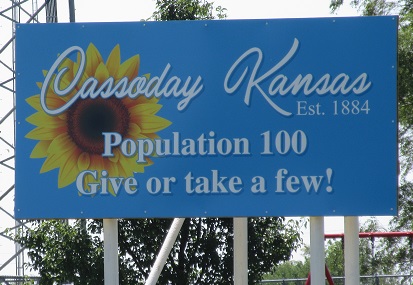 Cassoday Kansas
Est. 1884
Population 100
Give or take a few!